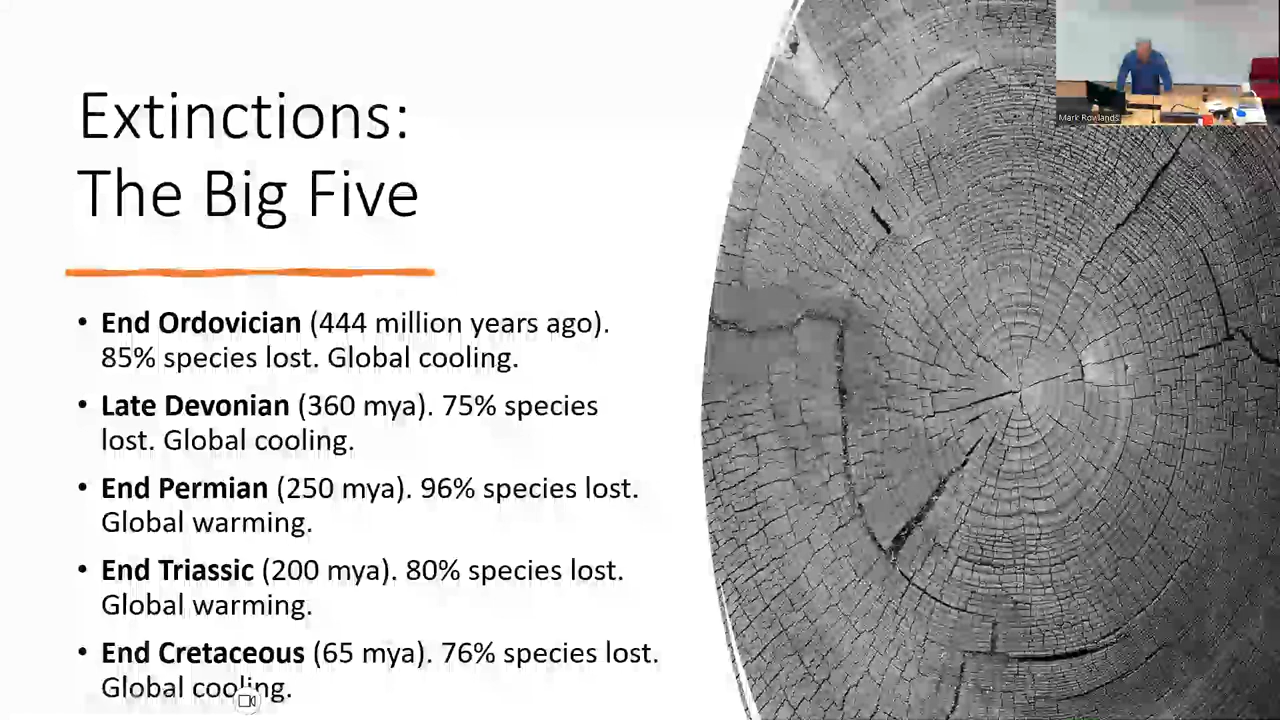 Extinctions:
The Big Five
Mark Rowlands
• End Ordovician (444 million years ago).
85% species lost. Global cooling.
• Late Devonian (360 mya). 75% species
lost. Global cooling.
• End Permian (250 mya). 96% species lost.
Global warming.
• End Triassic (200 mya). 80% species lost.
Global warming.
• End Cretaceous (65 mya). 76% species lost.
Global cooling.